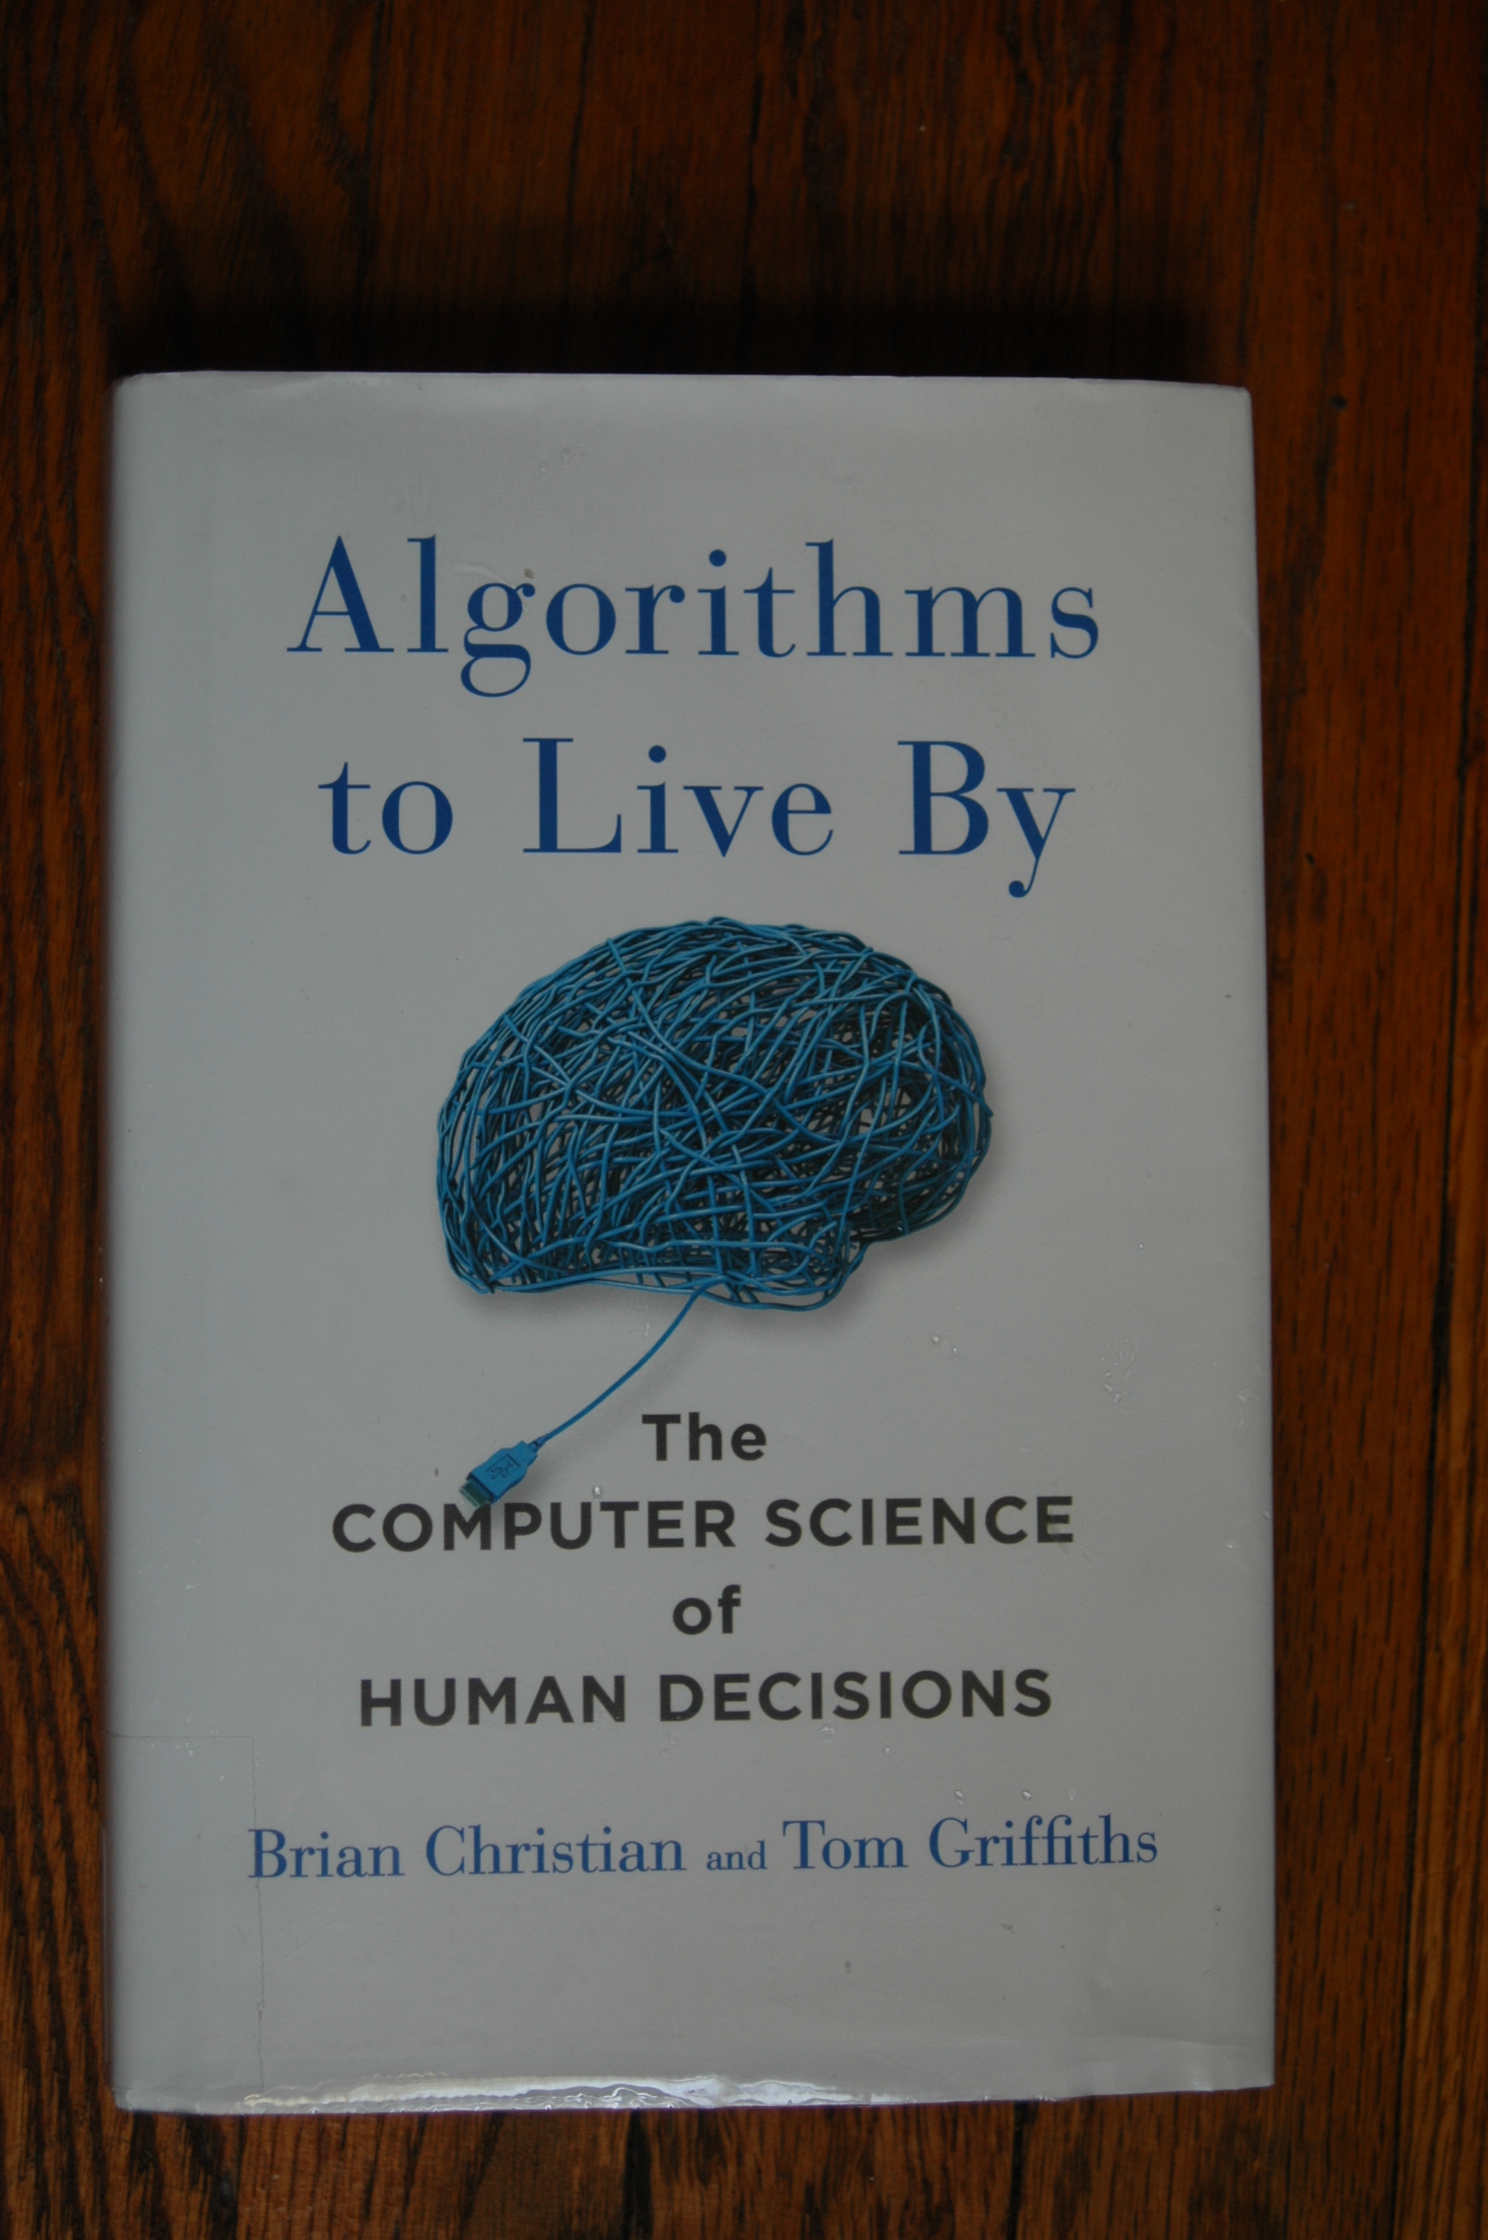 Algorithms
to Live By
The
COMPUTER SCIENCE
of
HUMAN DECISIONS
Brian Christian and Tom Griffiths